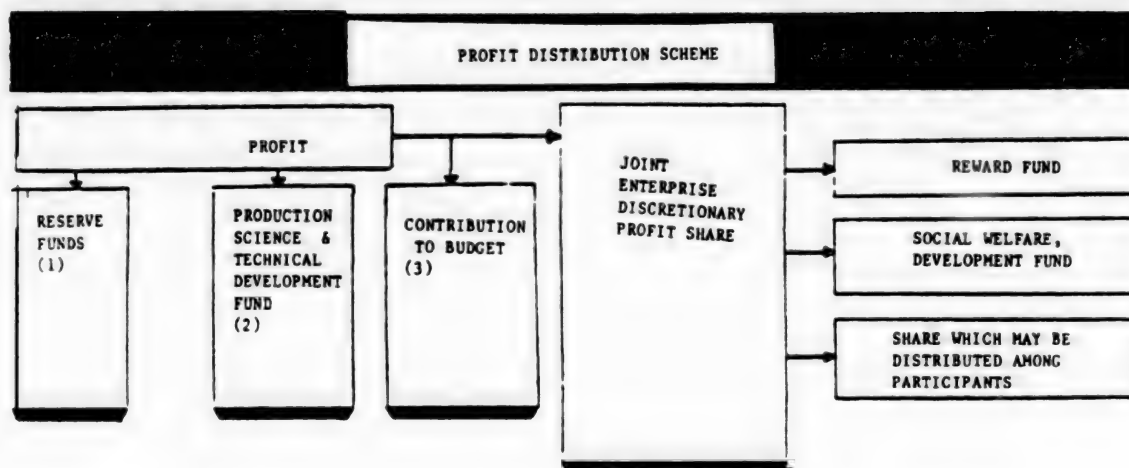 PROFIT DISTRIBUTION SCHEME
PROFIT
RESERVE
FUNDS
(1)
PRODUCTION
SCIENCE &
TECHNICAL
DEVELOPMENT
FUND
(2)
CONTRIBUTION
TO BUDGET
(3)
JOINT
ENTERPRISE
DISCRETIONARY
PROFIT SHARE
REWARD FUND
SOCIAL WELFARE,
DEVELOPMENT FUND
SHARE WHICH MAY BE
DISTRIBUTED AMONG
PARTICIPANTS